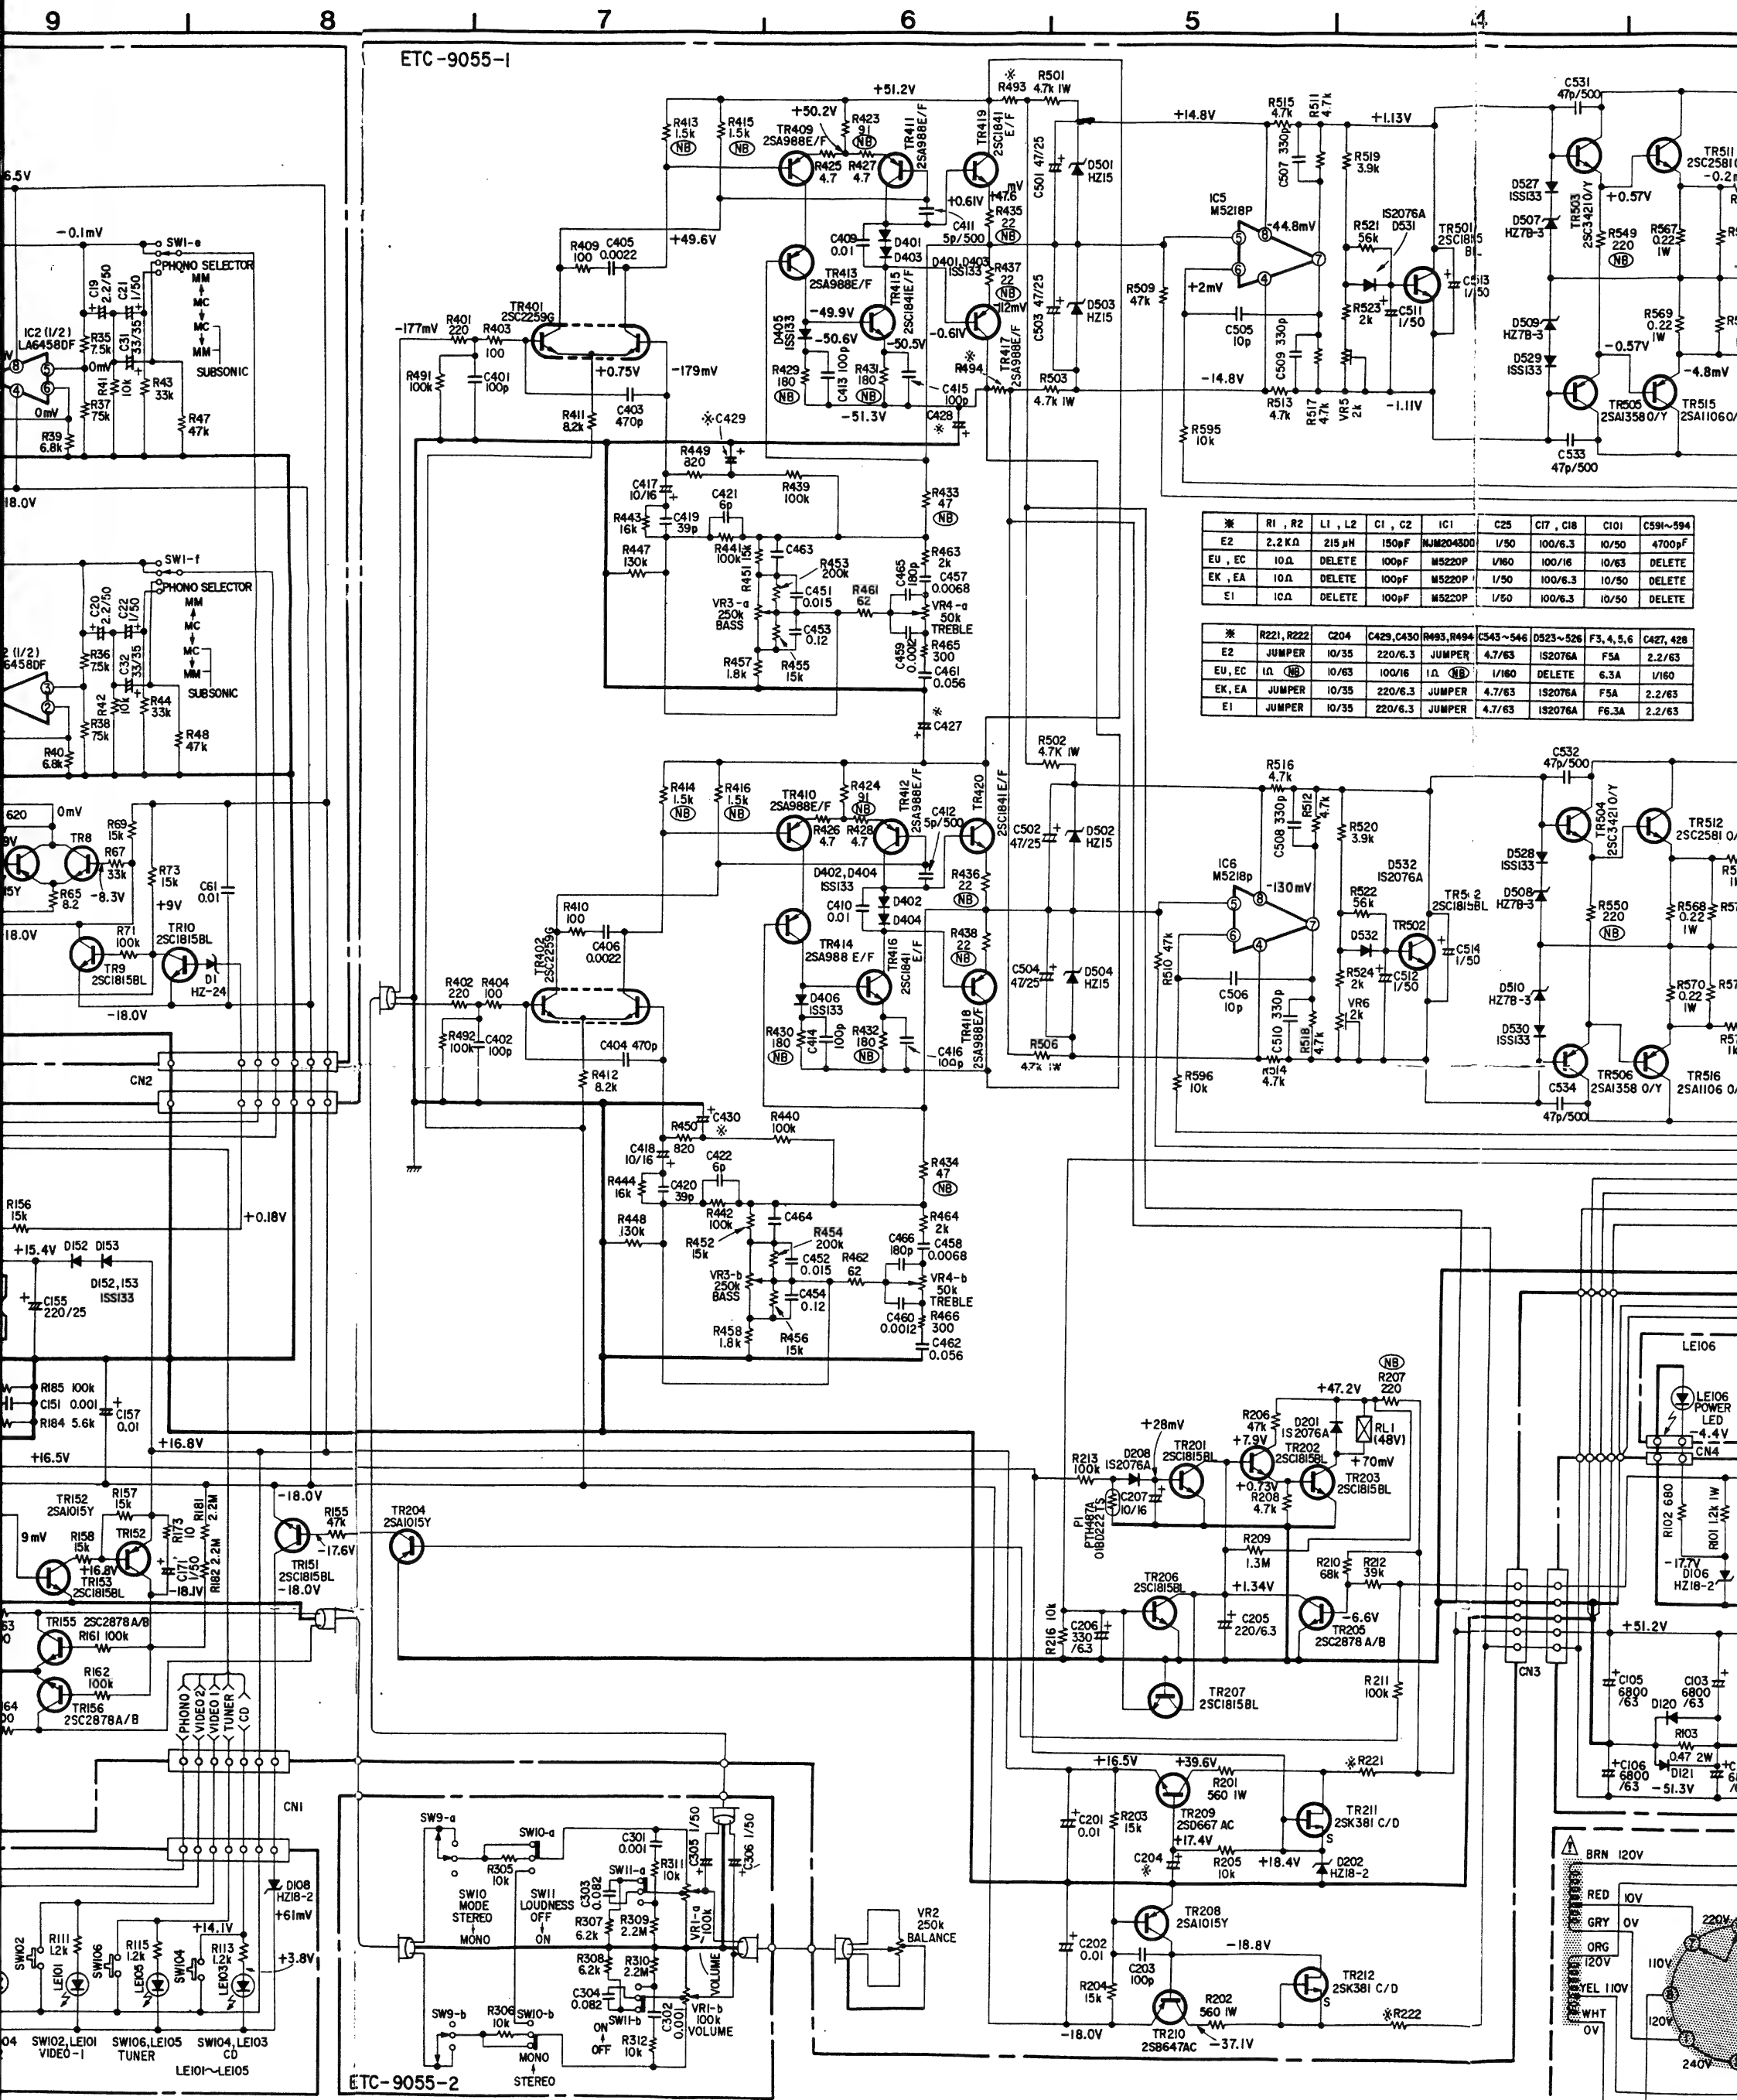 9 8 7 6 5 4
ETC-9055-1
+51.2V
R493 ※
R501
4.7k 1W
+50.2V
R413
1.5k
NB
R415
1.5k
NB
TR409
2SA988E/F
R423
91
NB
TR411
2SA988E/F
TR419
2SC1841
E/F
R425
4.7
R427
4.7
C501 47/25
D501
HZ15
+0.61V
+47.6
mV
R435
22
NB
C411
5p/500
C409
0.01
D401
D403
D401,D403
1SS133
R437
22
NB
-12mV
+49.6V
R409
100
C405
0.0022
TR413
2SA988E/F
TR415
2SC1841E/F
C503 47/25
D503
HZ15
TR401
2SC2259G
-177mV
R401
220
R403
100
-49.9V
D405
1SS133
-50.6V
-50.5V
-0.61V
TR417
2SA988E/F
※
R494
R491
100k
C401
100p
+0.75V
-179mV
R429
180
NB
C413 100p
R431
180
NB
C415
100p
R503
4.7k 1W
R411
8.2k
C403
470p
-51.3V
C428
※
※C429
R449
820
R439
100k
C417
10/16
R443
16k
C419
39p
C421
6p
R441
100k
R447
130k
R451 15k
C463
R453
200k
C451
0.015
VR3-a
250k
BASS
C453
0.12
R455
15k
R457
1.8k
R461
62
R433
47
NB
R463
2k
C465
180p
C457
0.0068
VR4-a
50k
TREBLE
C459
0.002
R465
300
C461
0.056
※
C427
+14.8V
R515
4.7k
R511
4.7k
+1.13V
C507 330p
R519
3.9k
IC5
M5218P
-44.8mV
R521
56k
1S2076A
D531
TR501
2SC1815
BL
C513
1/50
R509
47k
+2mV
C505
10p
C509 330p
R523
2k
C511
1/50
-14.8V
R513
4.7k
R517
4.7k
VR5
2k
-1.11V
R595
10k
C531
47p/500
D527
1SS133
D507
HZ7B-3
TR503
2SC3421O/Y
+0.57V
R549
220
NB
R567
0.22
1W
TR511
2SC2581
-0.2m
D509
HZ7B-3
D529
1SS133
R569
0.22
1W
-0.57V
-4.8mV
TR505
2SA1358 O/Y
TR515
2SA1106O/
C533
47p/500
※ R1 , R2 L1 , L2 C1 , C2 IC1 C25 C17 , C18 C101 C591~594
E2 2.2KΩ 215μH 150pF NJM2043DD 1/50 100/6.3 10/50 4700pF
EU , EC 10Ω DELETE 100pF M5220P 1/160 100/16 10/63 DELETE
EK , EA 10Ω DELETE 100pF M5220P 1/50 100/6.3 10/50 DELETE
E1 10Ω DELETE 100pF M5220P 1/50 100/6.3 10/50 DELETE
※ R221, R222 C204 C429,C430 R493,R494 C543~546 D523~526 F3, 4, 5, 6 C427, 428
E2 JUMPER 10/35 220/6.3 JUMPER 4.7/63 1S2076A F5A 2.2/63
EU, EC 1Ω NB 10/63 100/16 1Ω NB 1/160 DELETE 6.3A 1/160
EK, EA JUMPER 10/35 220/6.3 JUMPER 4.7/63 1S2076A F5A 2.2/63
E1 JUMPER 10/35 220/6.3 JUMPER 4.7/63 1S2076A F6.3A 2.2/63
6.5V
-0.1mV
SW1-e
PHONO SELECTOR
MM
MC
MC
MM
SUBSONIC
C19
2.2/50
C21
1/50
IC2 (1/2)
LA6458DF
R35
7.5k
C31
33/35
0mV
R41
10k
R43
33k
R37
75k
0mV
R47
47k
R39
6.8k
18.0V
SW1-f
PHONO SELECTOR
MM
MC
MC
MM
SUBSONIC
C20
2.2/50
C22
1/50
2 (1/2)
6458DF
R36
75k
C32
33/35
R42
10k
R44
33k
R38
75k
R48
47k
R40
6.8k
620
0mV
R69
15k
TR8
R67
33k
R73
15k
R65
8.2
-8.3V
C61
0.01
+9V
-18.0V
R71
100k
TR10
2SC1815BL
TR9
2SC1815BL
D1
HZ-24
-18.0V
CN2
R414
1.5k
NB
R416
1.5k
NB
TR410
2SA988E/F
R424
91
NB
TR412
2SA988E/F
C412
5p/500
TR420
2SC1841E/F
R502
4.7K 1W
R426
4.7
R428
4.7
C502
47/25
D502
HZ15
D402,D404
1SS133
R436
22
NB
C410
0.01
D402
D404
R438
22
NB
R410
100
C406
0.0022
TR402
2SC2259G
TR414
2SA988 E/F
TR416
2SC1841
E/F
C504
47/25
D504
HZ15
R402
220
R404
100
D406
1SS133
R492
100k
C402
100p
C404 470p
R430
180
NB
C414
100p
R432
180
NB
C416
100p
TR418
2SA988E/F
R506
4.7k 1W
R412
8.2k
C430
※
R450
820
R440
100k
C418
10/16
R444
16k
C420
39p
C422
6p
R442
100k
R448
130k
R452
15k
C464
R454
200k
C452
0.015
R462
62
VR3-b
250k
BASS
C454
0.12
R458
1.8k
R456
15k
R434
47
NB
R464
2k
C466
180p
C458
0.0068
VR4-b
50k
TREBLE
C460
0.0012
R466
300
C462
0.056
R516
4.7k
C508 330p
R512
4.7k
R520
3.9k
IC6
M5218p
-130mV
D532
1S2076A
R522
56k
TR512
2SC1815BL
D532
TR502
C514
1/50
R510 47k
C506
10p
R524
2k
C512
1/50
C510 330p
VR6
2k
R518
4.7k
R514
4.7k
R596
10k
C532
47p/500
TR504
2SC3421O/Y
TR512
2SC2581 O/
D528
1SS133
D508
HZ7B-3
R550
220
NB
R568
0.22
1W
D510
HZ7B-3
D530
1SS133
R570
0.22
1W
TR506
2SA1358 O/Y
TR516
2SA1106 O/
C534
47p/500
R156
15k
+0.18V
+15.4V
D152 D153
D152,153
1SS133
C155
220/25
R185 100k
C151 0.001
R184 5.6k
C157
0.01
+16.8V
+16.5V
TR152
2SA1015Y
R157
15k
R173
10
R181
2.2M
-18.0V
R155
47k
TR204
2SA1015Y
9mV
R158
15k
TR152
+16.8V
TR153
2SC1815BL
C171
1/50
-18.1V
R182 2.2M
-17.6V
TR151
2SC1815BL
-18.0V
TR155 2SC2878A/B
R161 100k
R162
100k
TR156
2SC2878A/B
PHONO
VIDEO 2
VIDEO 1
TUNER
CD
CN1
D108
HZ18-2
+61mV
+14.1V
+3.8V
SW102
R111
1.2k
LE101
SW106
R115
1.2k
LE105
SW104
R113
1.2k
LE103
SW102,LE101
VIDEO-1
SW106,LE105
TUNER
SW104,LE103
CD
LE101~LE105
SW9-a
SW10-a
R305
10k
SW10
MODE
STEREO
MONO
SW11
LOUDNESS
OFF
ON
C301
0.001
SW11-a
R311
10k
C303
0.082
C305 1/50
C306 1/50
R307
6.2k
R309
2.2M
VR1-a
100k
R308
6.2k
R310
2.2M
VOLUME
C304
0.082
SW11-b
C302
0.001
VR1-b
100k
VOLUME
SW9-b
R306
10k
SW10-b
ON
OFF
R312
10k
MONO
STEREO
ETC-9055-2
VR2
250k
BALANCE
NB
R207
220
+47.2V
+28mV
R206
47k
D201
1S2076A
RL1
(48V)
+7.9V
R213
100k
D208
1S2076A
TR201
2SC1815BL
TR202
2SC1815BL
+70mV
TR203
2SC1815BL
C207
10/16
+0.73V
R208
4.7k
P1
PTH487A
01BD222 TS
R209
1.3M
R210
68k
R212
39k
TR206
2SC1815BL
+1.34V
R216 10k
C206
330
/6.3
C205
220/6.3
-6.6V
TR205
2SC2878 A/B
TR207
2SC1815BL
R211
100k
+16.5V
+39.6V
※R221
R201
560 1W
C201
0.01
R203
15k
TR209
2SD667 AC
TR211
2SK381 C/D
S
+17.4V
C204
※
R205
10k
+18.4V
D202
HZ18-2
TR208
2SA1015Y
C202
0.01
-18.8V
C203
100p
R204
15k
R202
560 1W
TR212
2SK381 C/D
S
※R222
-18.0V
TR210
2SB647AC
-37.1V
LE106
LE106
POWER
LED
-4.4V
CN4
R102 680
R101 1.2k 1W
-17.7V
D106
HZ18-2
+51.2V
CN3
C105
6800
/63
C103
6800
/63
D120
R103
0.47 2W
C106
6800
/63
D121
-51.3V
BRN 120V
RED 10V
GRY 0V
ORG
120V
YEL 110V
WHT
0V
220V
110V
120V
240V